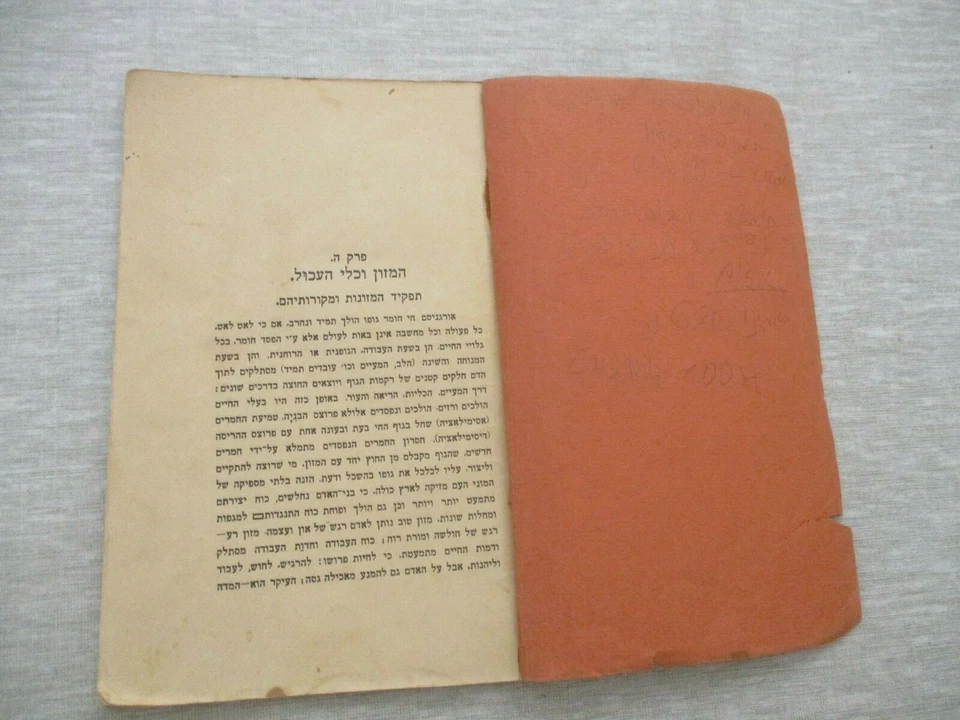 פרק ה.
המזון וכלי העכול.
תפקיד המזונות ומקורותיהם.
אורגניסם חי חומר גופו הולך תמיד ונחרב, אם כי לאט לאט.
כל פעולה וכל מחשבה אינן באות לעולם אלא ע״י הפסד חומר. בכל
גלויי החיים, הן בשעת העבודה, הגופנית או הרוחנית, והן בשעת
המנוחה והשינה (הלב, המעיים וכו׳ עובדים תמיד) מסתלקים לתוך
הדם חלקים קטנים של רקמות הגוף ויוצאים החוצה בדרכים שונים:
דרך המעיים, הכליות, הריאה והעור. באופן כזה היו בעלי החיים
הולכים ורזים, הולכים ונפסדים אלולא פרוצס הבניה, טמיעת החמרים
(אסימילאציה) שחל בגוף החי בעת ובעונה אחת עם פרוצס ההריסה
(דיסימילאציה). חסרון החמרים הנפסדים מתמלא על־ידי חמרים
חדשים, שהגוף מקבלם מן החוץ יחד עם המזון. מי שרוצה להתקיים
וליצור, עליו לכלכל את גופו בהשכל ודעת. הזנה בלתי מספיקה של
המוני העם מזיקה לארץ כולה, כי בני־האדם נחלשים, כוח יצירתם
מתמעט יותר ויותר וכן גם הולך ופוחת כוח התנגדותם למגפות
ומחלות שונות. מזון טוב נותן לאדם רגש של און ועצמה. מזון רע—
רגש של חולשה ומורת רוח; כוח העבודה וחדות העבודה מסתלק
ודמות החיים מתמעטת, כי לחיות פרושו: להרגיש, לחוש, לעבוד
וליהנות. אבל על האדם גם להמנע מאכילה גסה; העיקר הוא—המדה